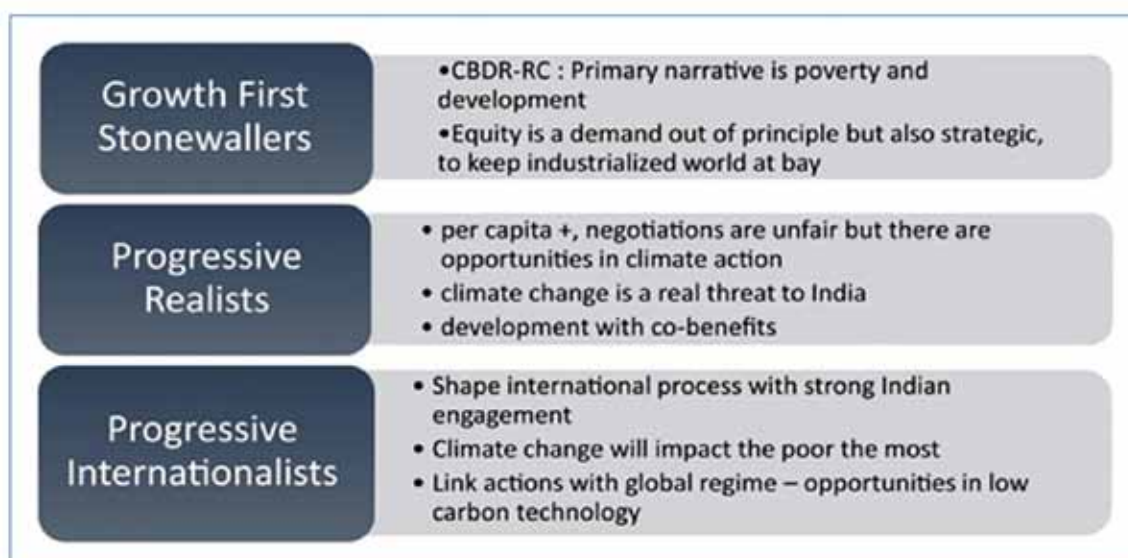 Growth First
Stonewallers
•CBDR-RC : Primary narrative is poverty and
development
•Equity is a demand out of principle but also strategic,
to keep industrialized world at bay
Progressive
Realists
• per capita +, negotiations are unfair but there are
opportunities in climate action
• climate change is a real threat to India
• development with co-benefits
Progressive
Internationalists
• Shape international process with strong Indian
engagement
• Climate change will impact the poor the most
• Link actions with global regime – opportunities in low
carbon technology